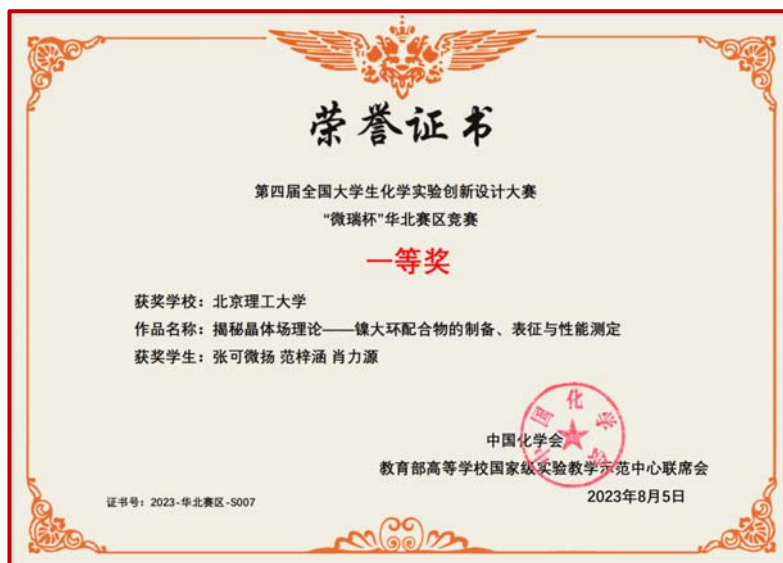 荣誉证书
第四届全国大学生化学实验创新设计大赛
“微瑞杯”华北赛区竞赛
一等奖
获奖学校：北京理工大学
作品名称：揭秘晶体场理论——镍大环配合物的制备、表征与性能测定
获奖学生：张可微扬 范梓涵 肖力源
中国化学会
中国化学会
教育部高等学校国家级实验教学示范中心联席会
证书号：2023-华北赛区-S007
2023年8月5日